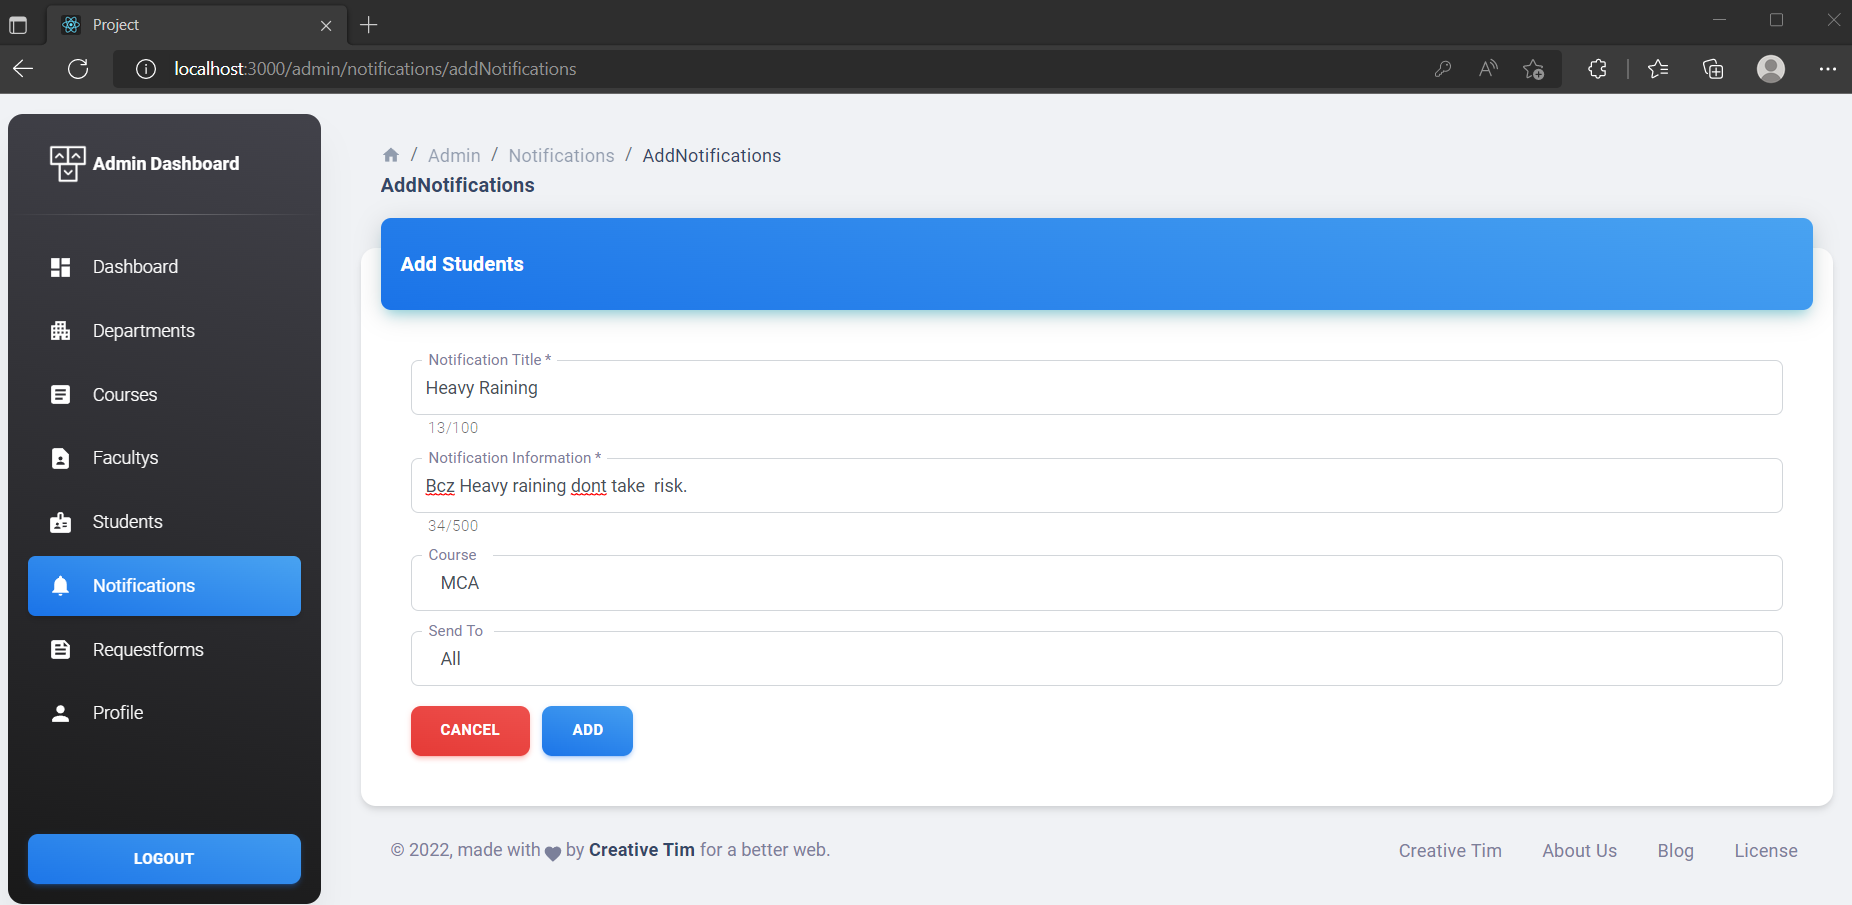 Project
localhost:3000/admin/notifications/addNotifications
Admin Dashboard
Dashboard
Departments
Courses
Facultys
Students
Notifications
Requestforms
Profile
LOGOUT
/ Admin / Notifications / AddNotifications
AddNotifications
Add Students
Notification Title *
Heavy Raining
13/100
Notification Information *
Bcz Heavy raining dont take  risk.
34/500
Course
MCA
Send To
All
CANCEL ADD
© 2022, made with by Creative Tim for a better web.
Creative Tim About Us Blog License